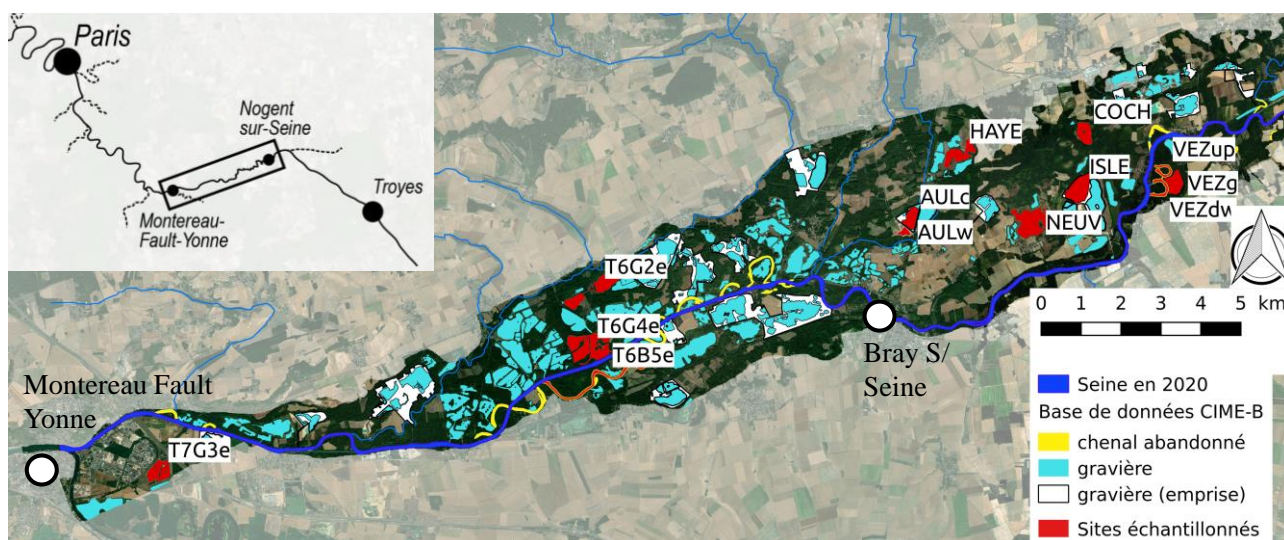 Paris
Nogent
sur-Seine
Troyes
Montereau-
Fault-Yonne
COCH
HAYE
VEZup
ISLE
AULc
VEZg
VEZdw
AULw
NEUV
T6G2e
0 1 2 3 4 5 km
T6G4e
T6B5e
Bray S/
Seine
Montereau Fault
Yonne
T7G3e
Seine en 2020
Base de données CIME-B
chenal abandonné
gravière
gravière (emprise)
Sites échantillonnés